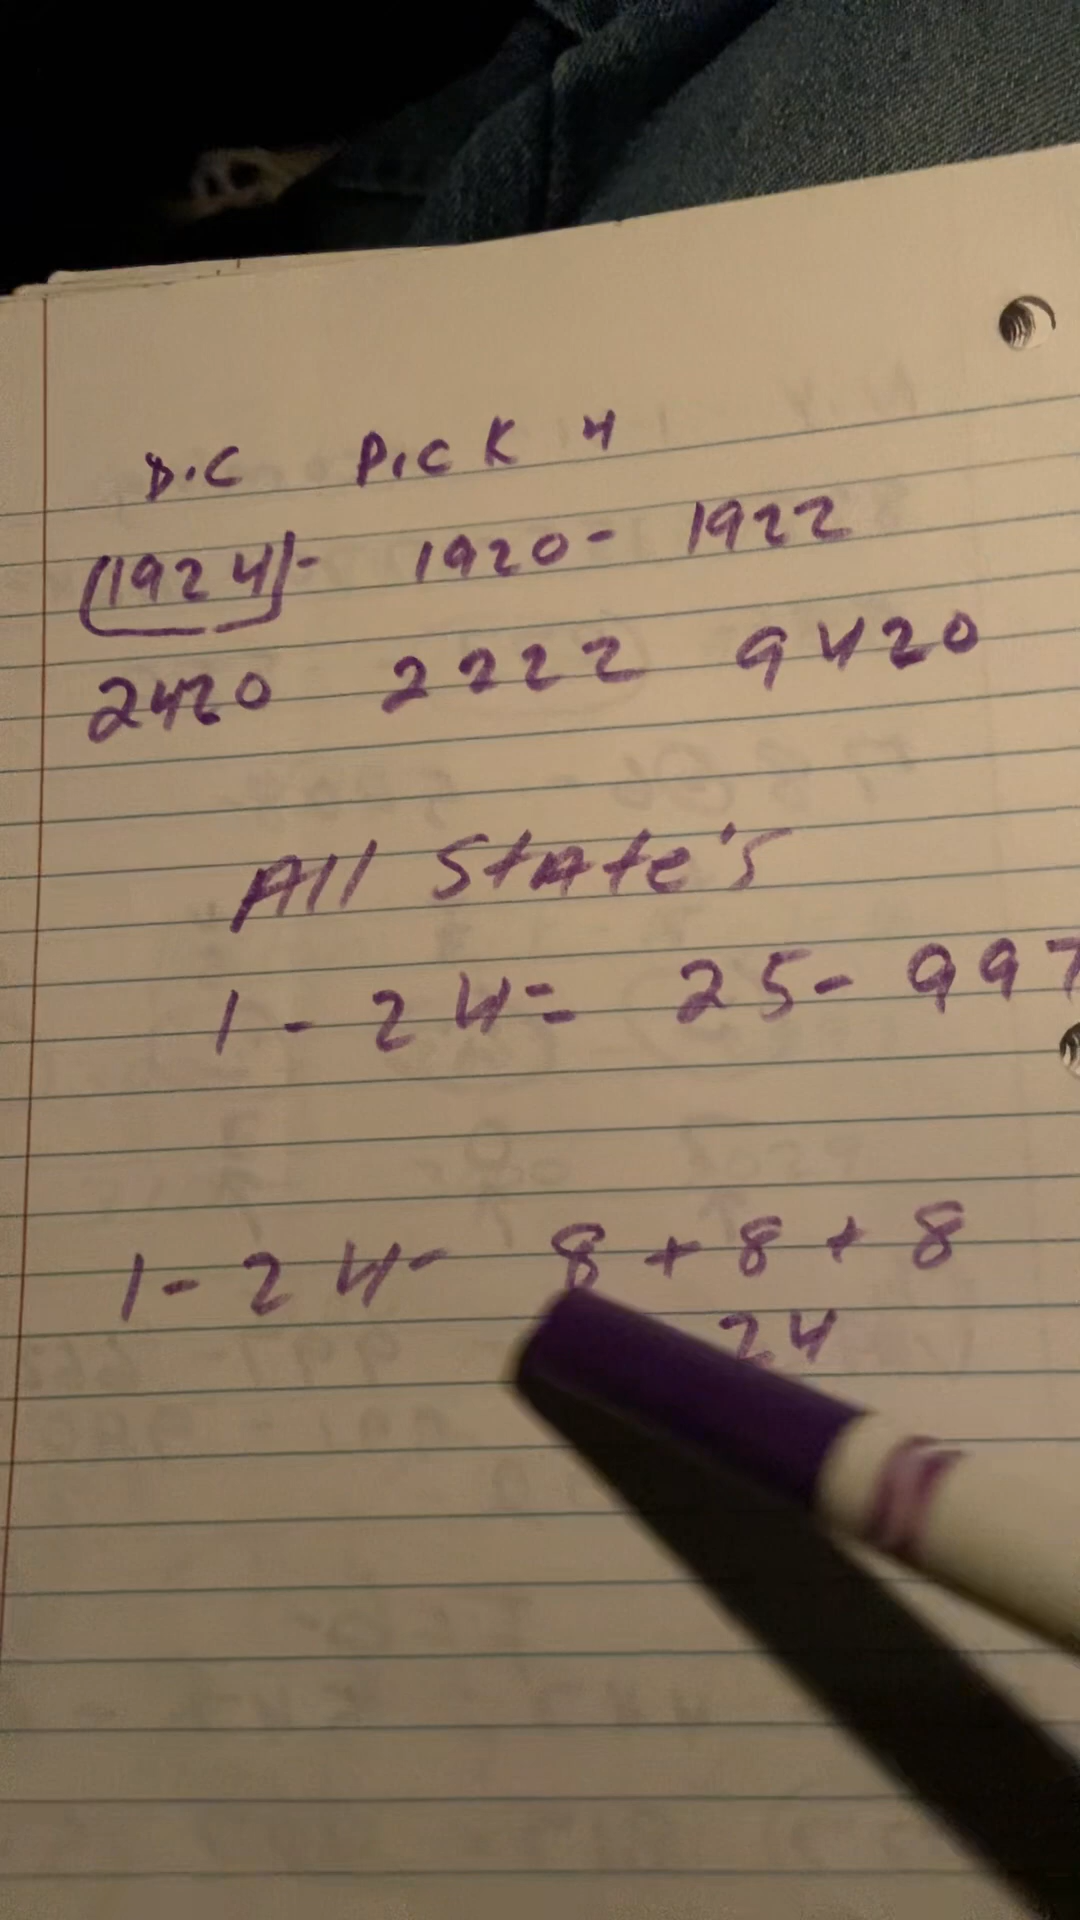 D.C PICK 4
(1924)- 1920- 1922
2420 2222 9420
All StAte's
1-24= 25- 997
1-24- 8+8+8
24